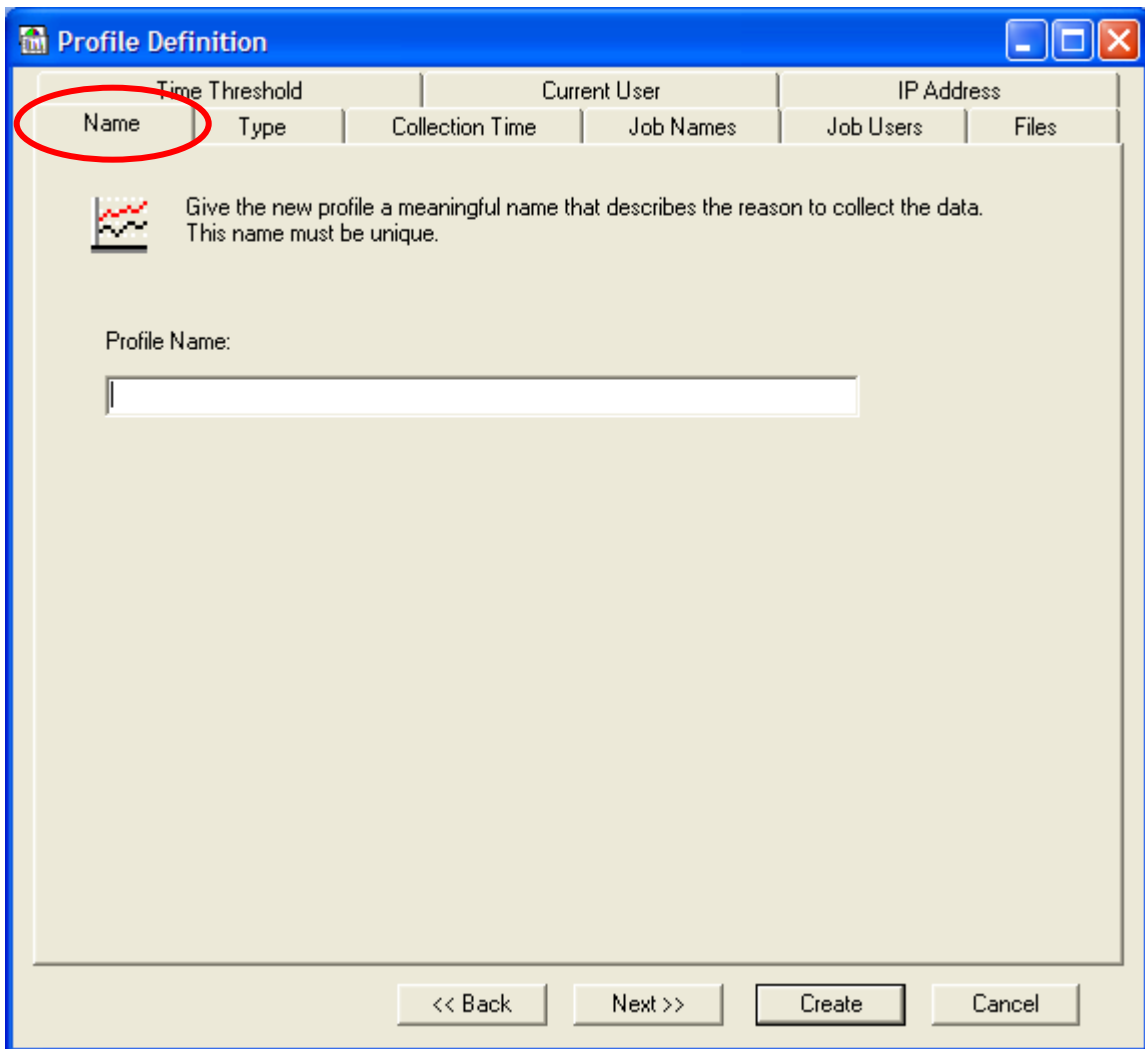 Profile Definition
Time Threshold Current User IP Address
Name Type Collection Time Job Names Job Users Files
Give the new profile a meaningful name that describes the reason to collect the data.
This name must be unique.
Profile Name:
<< Back Next >> Create Cancel